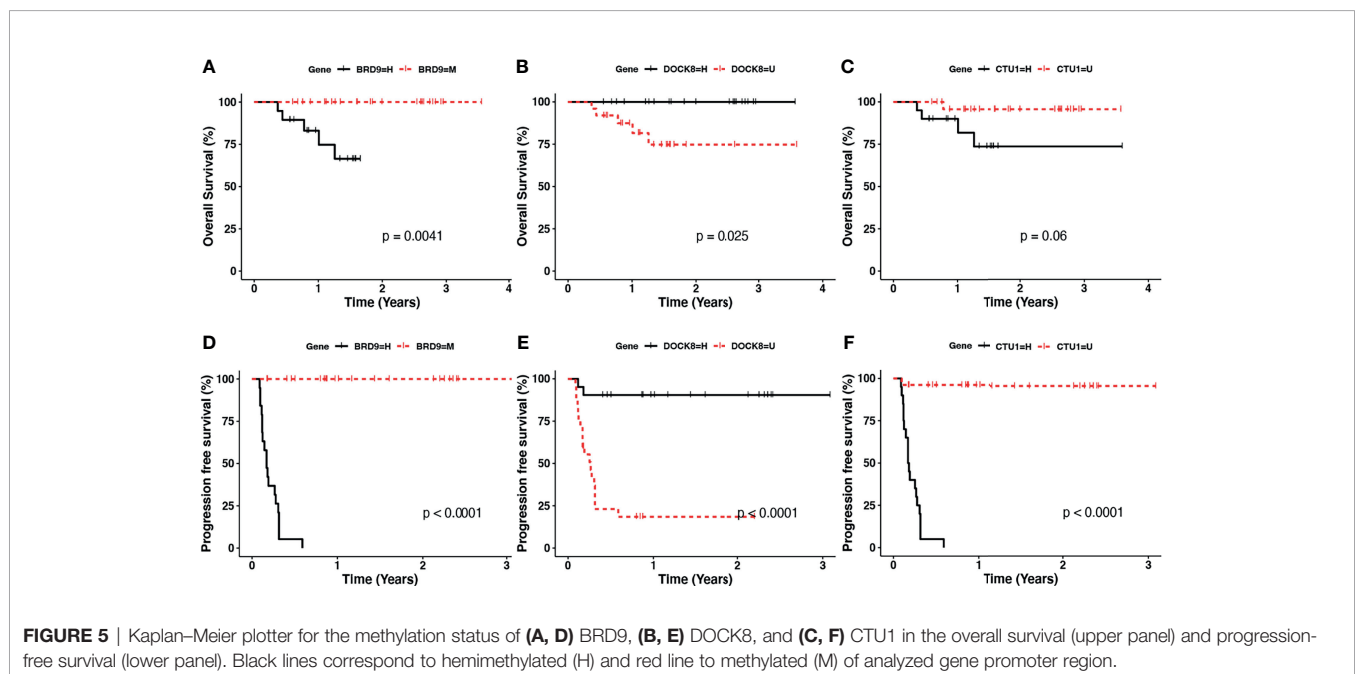 A
Gene BRD9=H BRD9=M
Overall Survival (%)
100
75
50
25
0
p = 0.0041
0 1 2 3 4
Time (Years)
B
Gene DOCK8=H DOCK8=U
Overall Survival (%)
100
75
50
25
0
p = 0.025
0 1 2 3 4
Time (Years)
C
Gene CTU1=H CTU1=U
Overall Survival (%)
100
75
50
25
0
p = 0.06
0 1 2 3 4
Time (Years)
D
Gene BRD9=H BRD9=M
Progression free survival (%)
100
75
50
25
0
p < 0.0001
0 1 2 3
Time (Years)
E
Gene DOCK8=H DOCK8=U
Progression free survival (%)
100
75
50
25
0
p < 0.0001
0 1 2 3
Time (Years)
F
Gene CTU1=H CTU1=U
Progression free survival (%)
100
75
50
25
0
p < 0.0001
0 1 2 3
Time (Years)
FIGURE 5 | Kaplan–Meier plotter for the methylation status of (A, D) BRD9, (B, E) DOCK8, and (C, F) CTU1 in the overall survival (upper panel) and progression-
free survival (lower panel). Black lines correspond to hemimethylated (H) and red line to methylated (M) of analyzed gene promoter region.